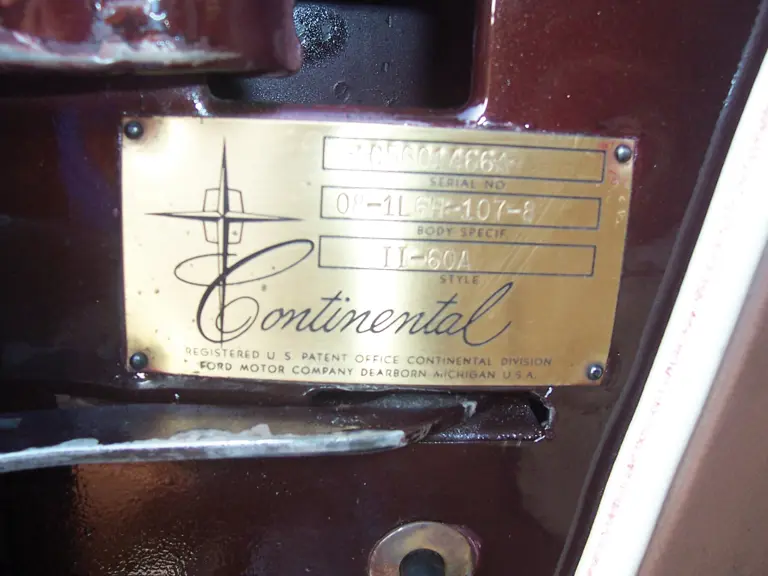 SERIAL NO
BODY SPECIF.
II-60A
STYLE
Continental
REGISTERED U S PATENT OFFICE CONTINENTAL DIVISION
FORD MOTOR COMPANY DEARBORN MICHIGAN U.S.A.